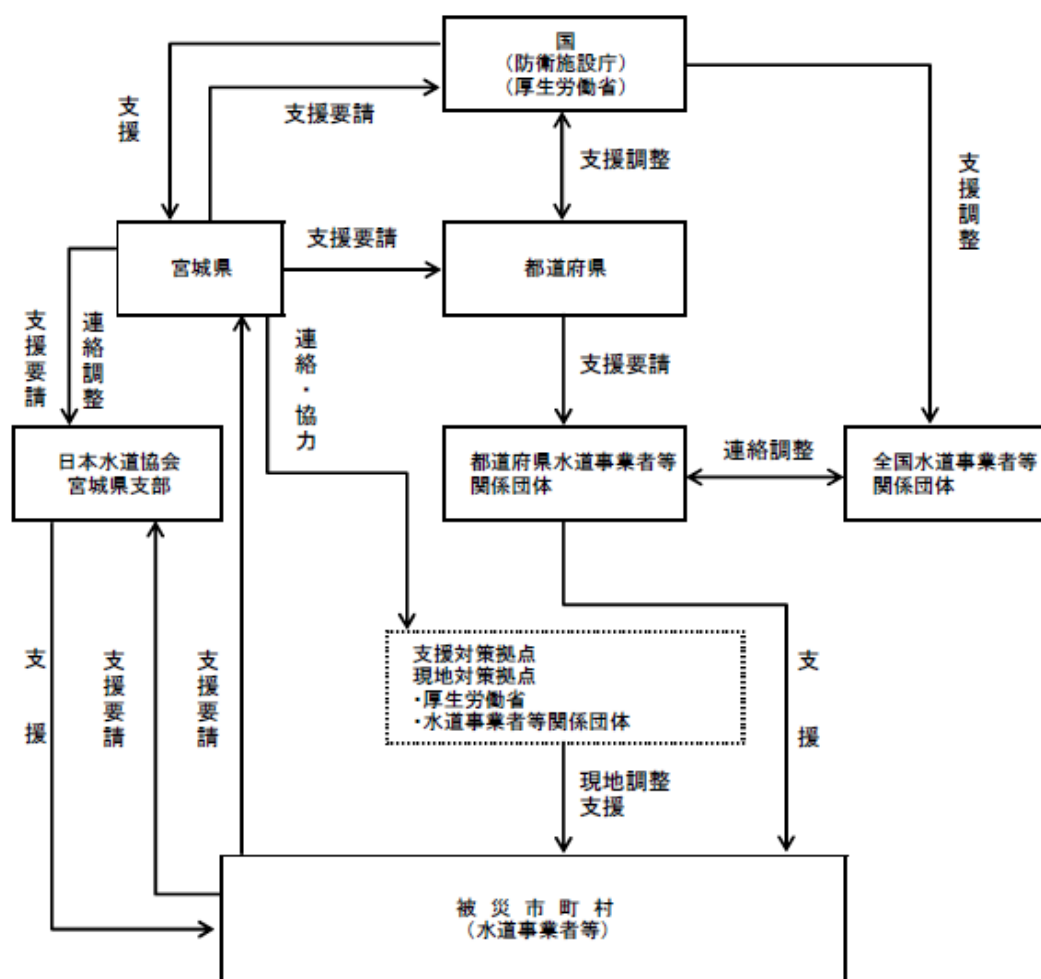 国
（防衛施設庁）
（厚生労働省）
支援
支援要請
支援調整
支援調整
宮城県
支援要請
都道府県
支援要請
連絡調整
連絡・協力
支援要請
日本水道協会
宮城県支部
都道府県水道事業者等
関係団体
連絡調整
全国水道事業者等
関係団体
支援
支援要請
支援要請
支援対策拠点
現地対策拠点
・厚生労働省
・水道事業者等関係団体
支援
現地調整
支援
被災市町村
（水道事業者等）